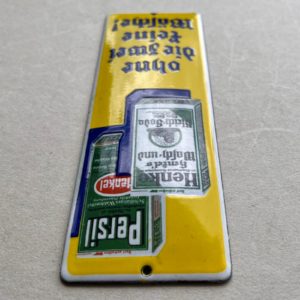 Persil
Henkel
Henko
Henkel's
Wasch-und
Bleich-Soda
ohne
die zwei
keine
Wäsche!